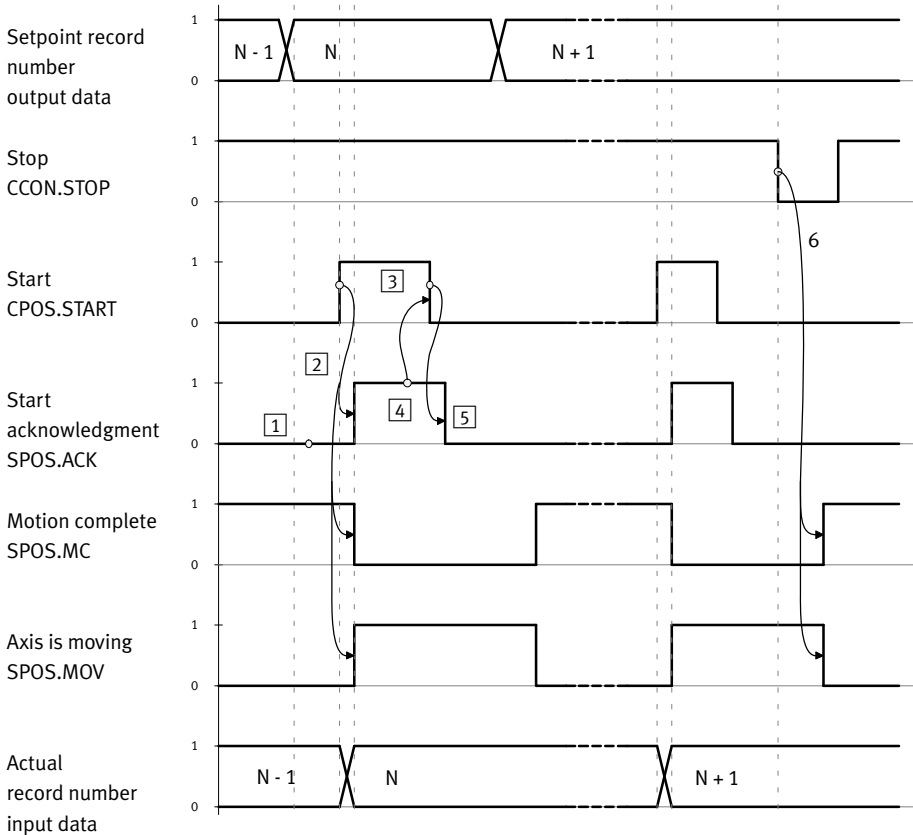 Setpoint record
number
output data
1
0
N - 1
N
N + 1
Stop
CCON.STOP
1
0
6
Start
CPOS.START
1
0
3
2
Start
acknowledgment
SPOS.ACK
1
0
1
4
5
Motion complete
SPOS.MC
1
0
Axis is moving
SPOS.MOV
1
0
Actual
record number
input data
1
0
N - 1
N
N + 1